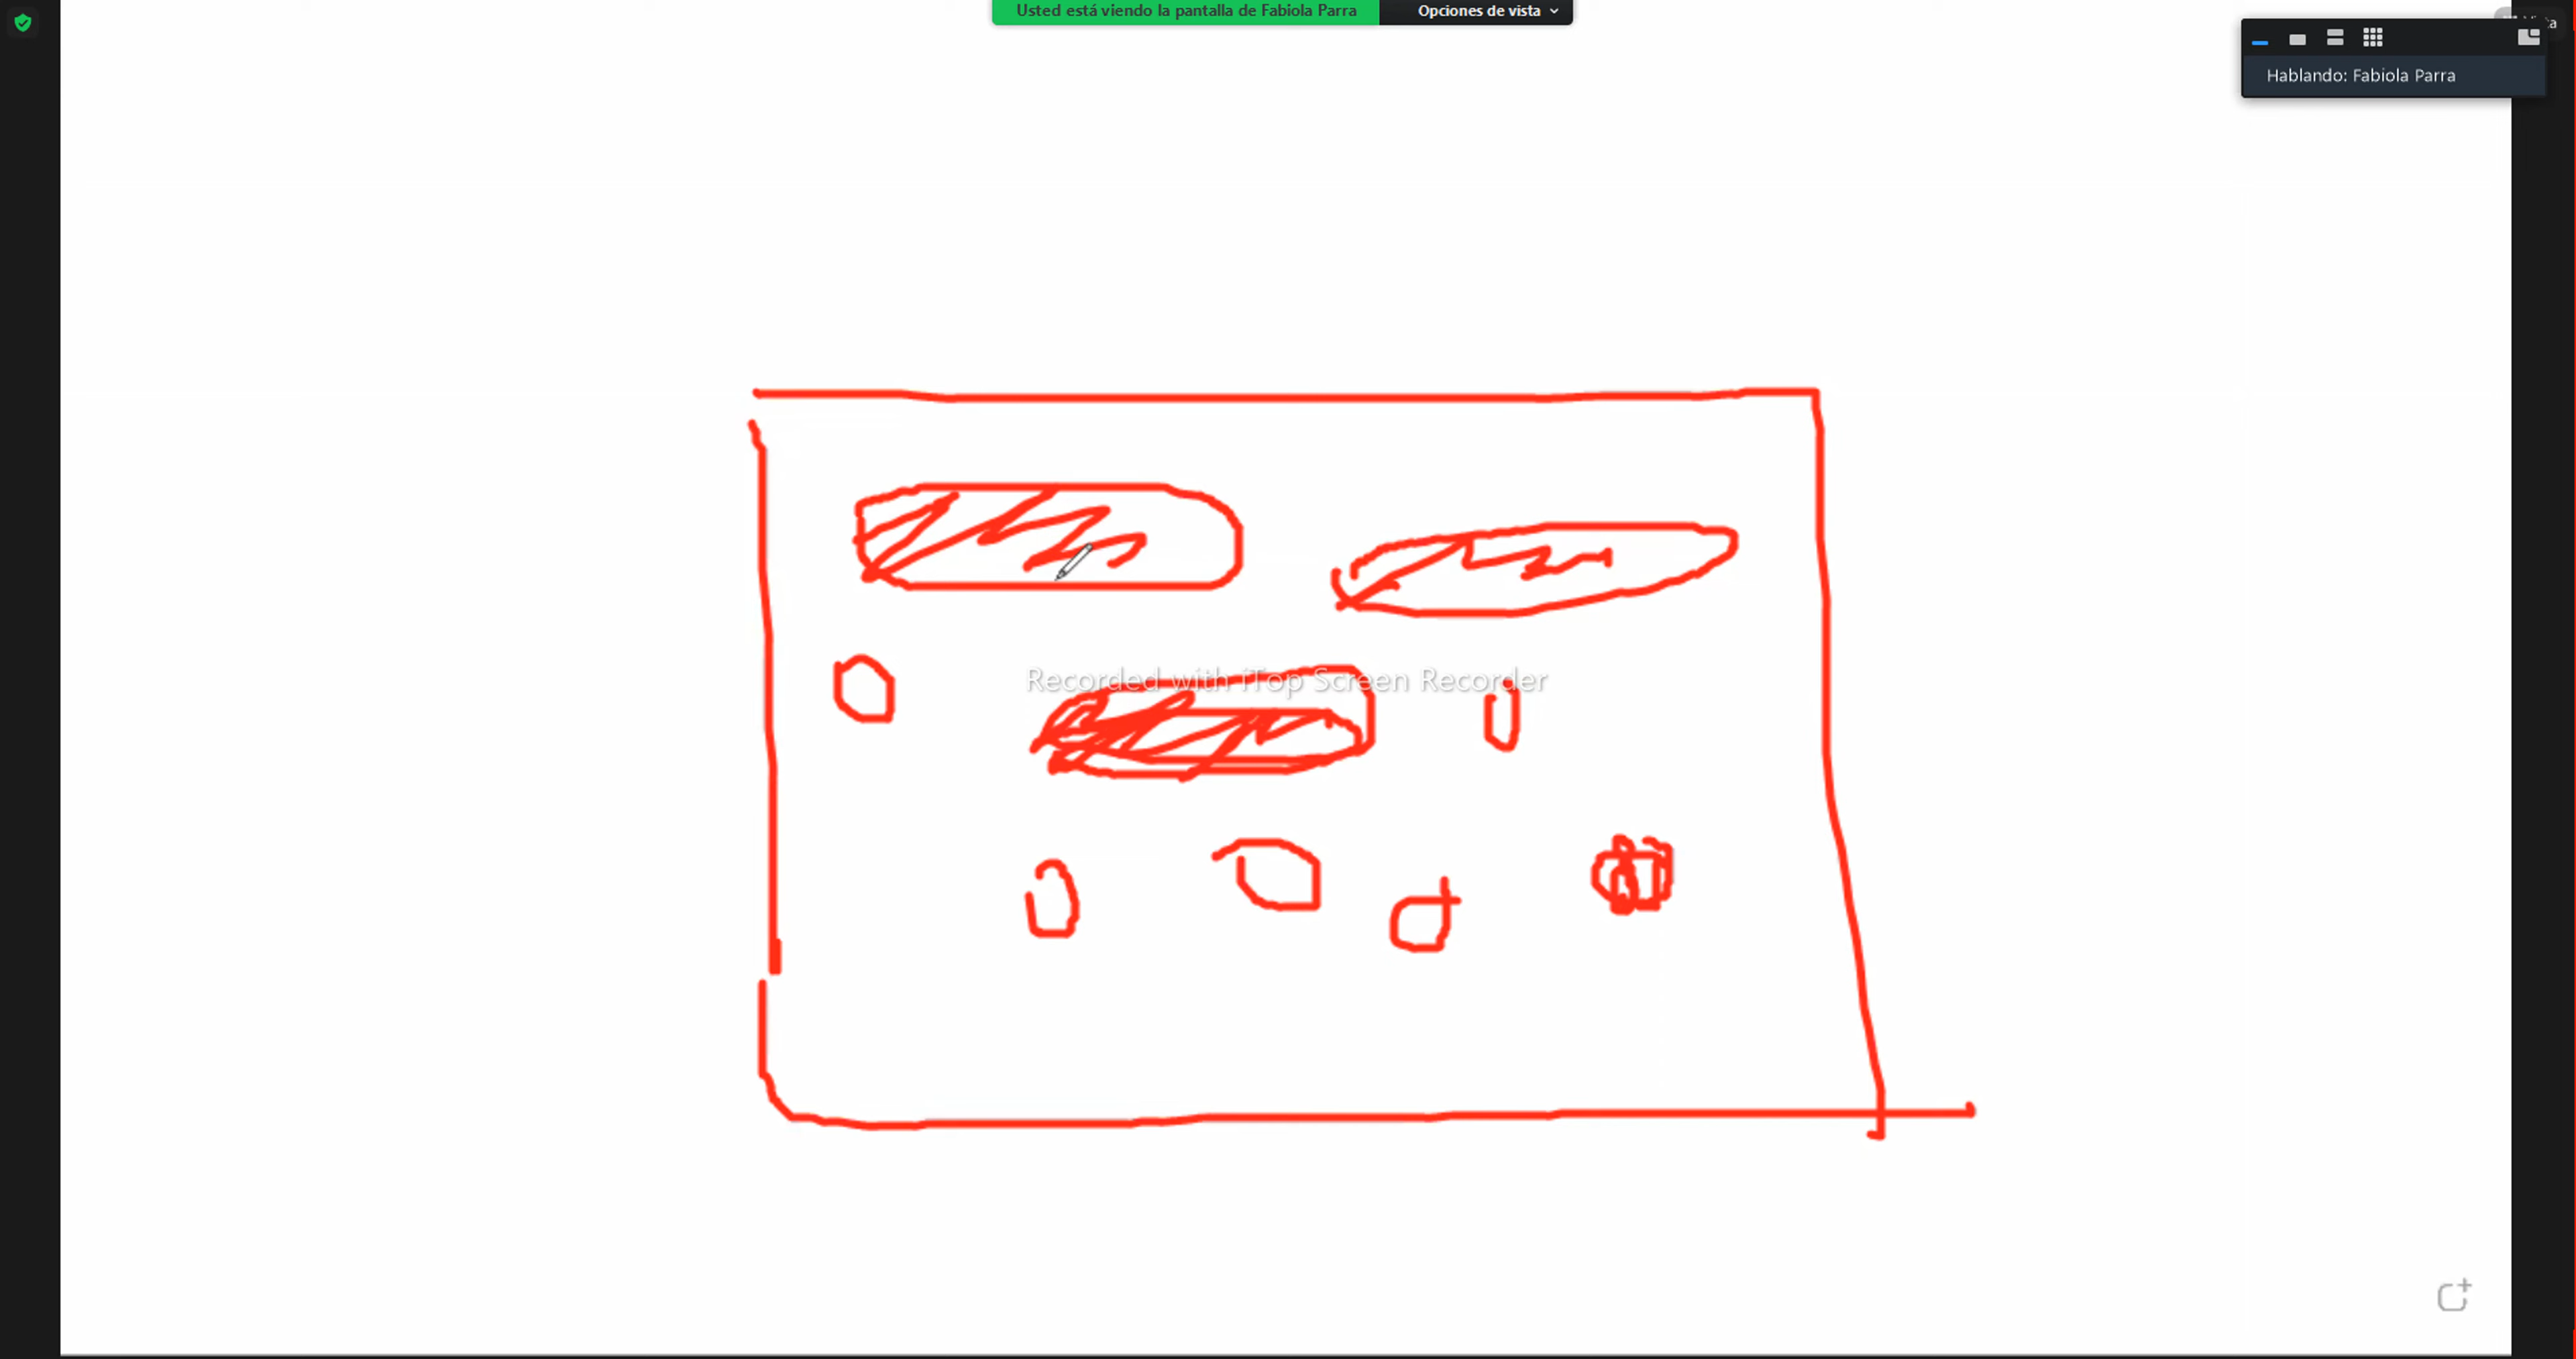 Usted está viendo la pantalla de Fabiola Parra
Opciones de vista
Hablando: Fabiola Parra
Recorded with iTop Screen Recorder